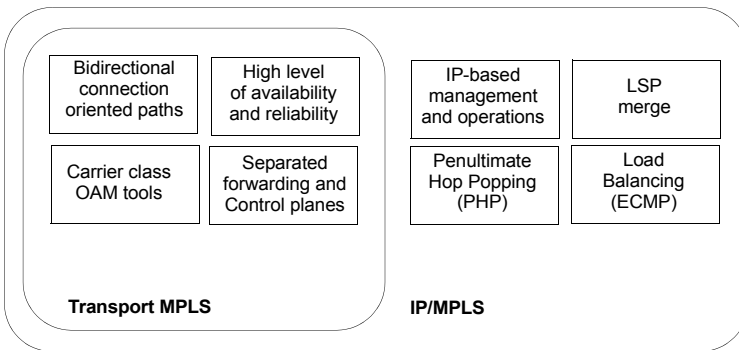 Bidirectional
connection
oriented paths
High level
of availability
and reliability
IP-based
management
and operations
LSP
merge
Carrier class
OAM tools
Separated
forwarding and
Control planes
Penultimate
Hop Popping
(PHP)
Load
Balancing
(ECMP)
Transport MPLS
IP/MPLS